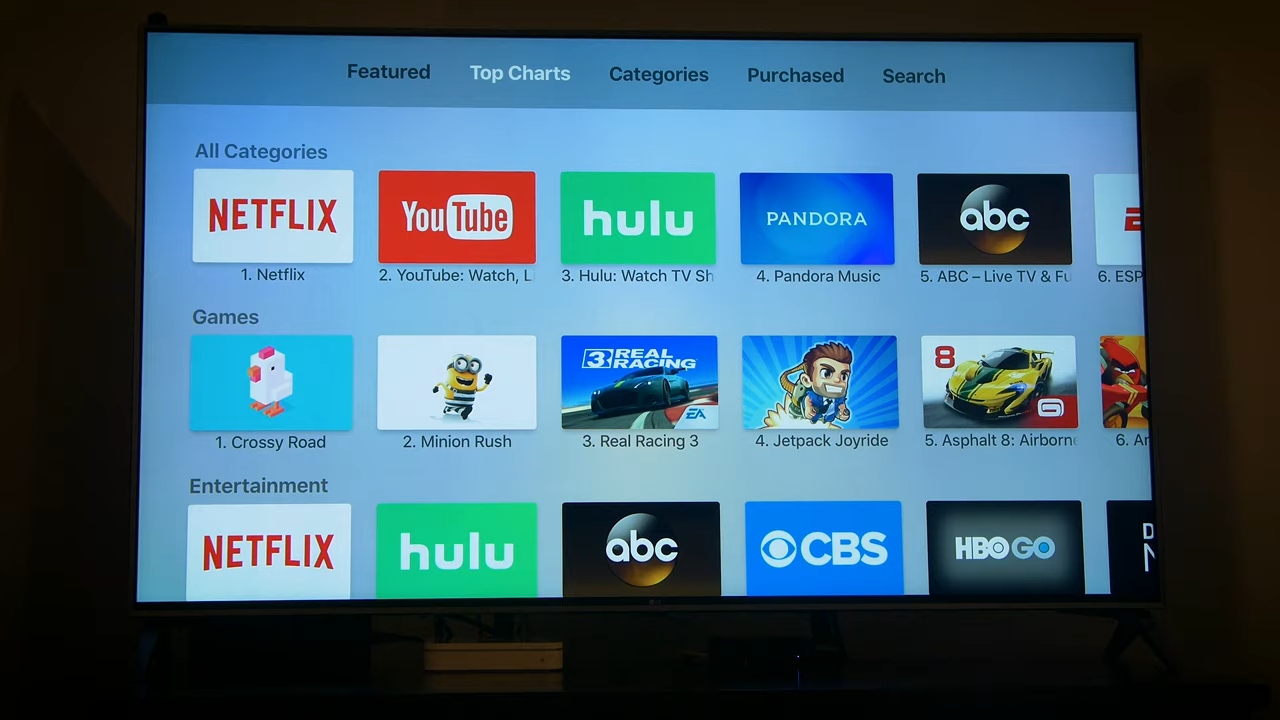 Featured Top Charts Categories Purchased Search
All Categories
NETFLIX YouTube hulu PANDORA abc E
1. Netflix 2. YouTube: Watch, L 3. Hulu: Watch TV Sh 4. Pandora Music 5. ABC – Live TV & Fu 6. ESP
Games
3 REAL RACING EA 8 G
1. Crossy Road 2. Minion Rush 3. Real Racing 3 4. Jetpack Joyride 5. Asphalt 8: Airborn 6. An
Entertainment
NETFLIX hulu abc CBS HBO GO D
N
LG